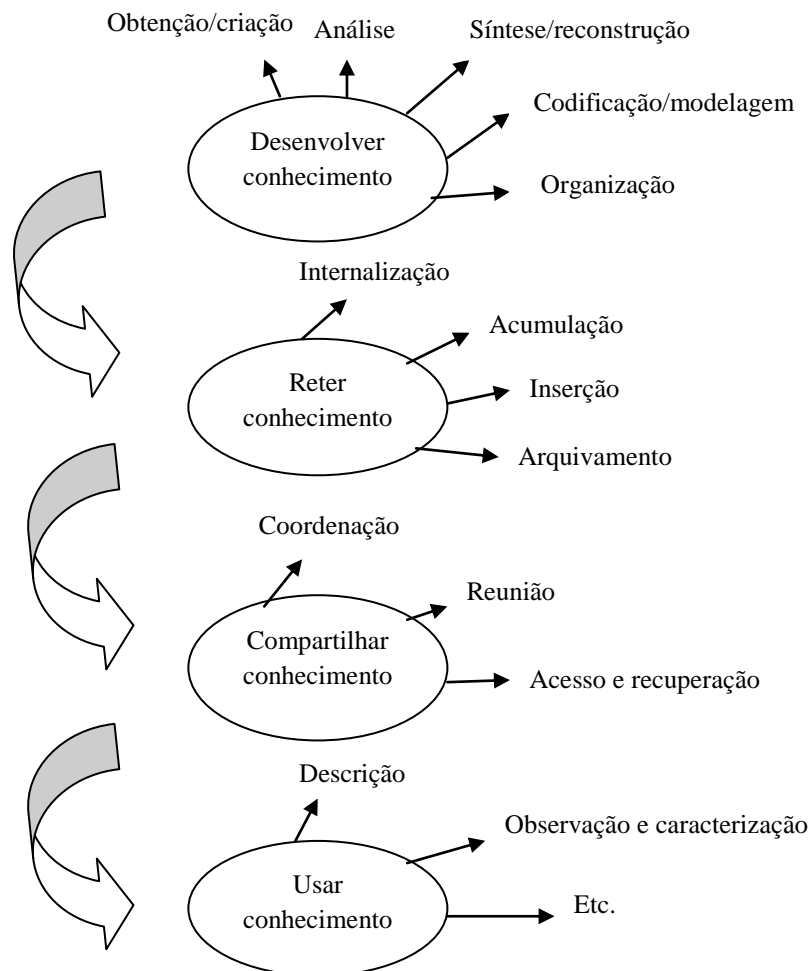 Obtenção/criação
Análise
Síntese/reconstrução
Codificação/modelagem
Desenvolver
conhecimento
Organização
Internalização
Acumulação
Reter
conhecimento
Inserção
Arquivamento
Coordenação
Reunião
Compartilhar
conhecimento
Acesso e recuperação
Descrição
Observação e caracterização
Usar
conhecimento
Etc.